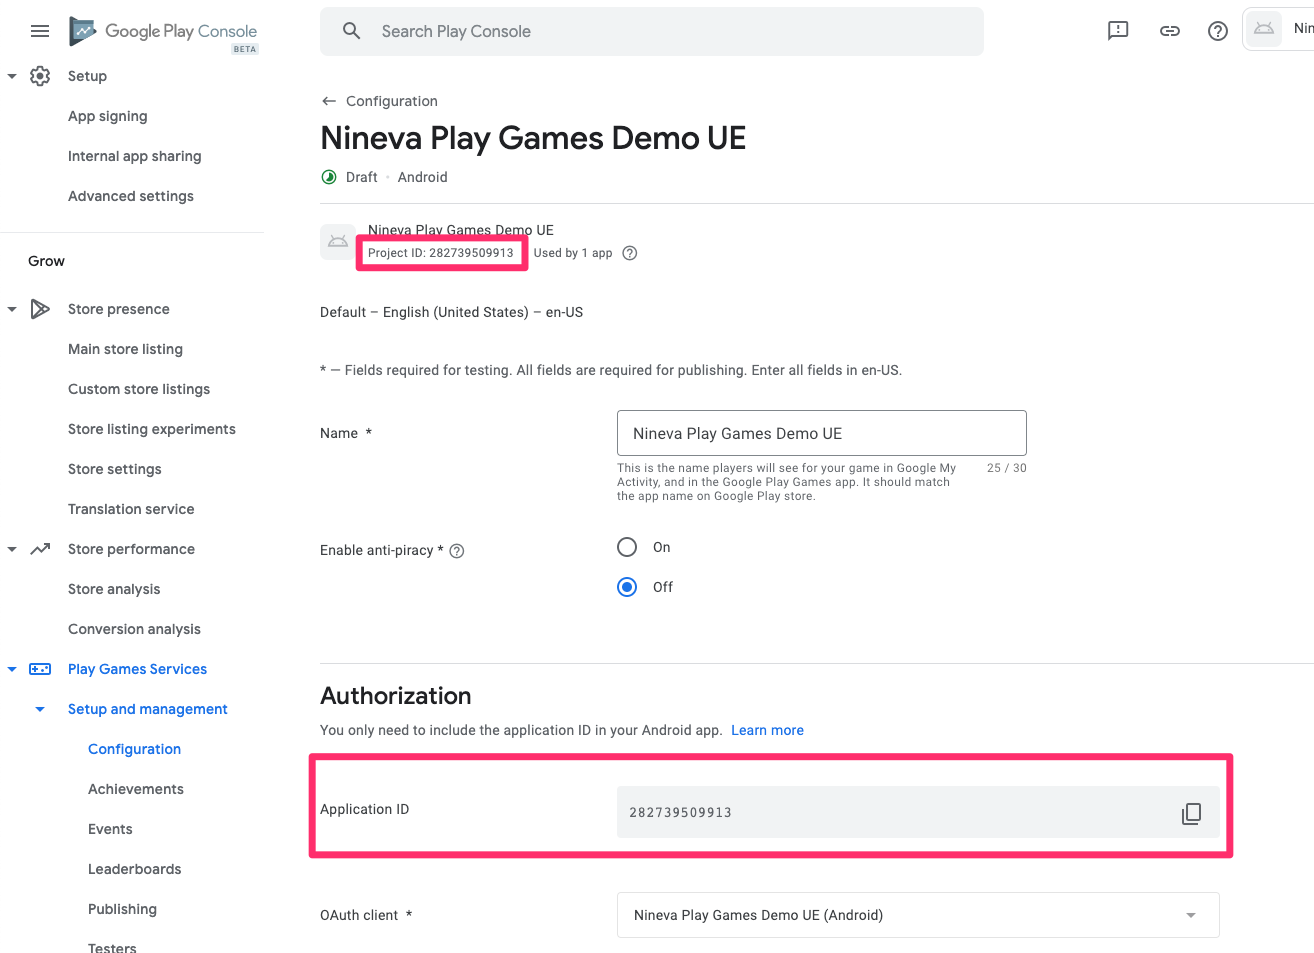 Google Play Console
BETA
Search Play Console
Nin
Setup
App signing
Internal app sharing
Advanced settings
Grow
Store presence
Main store listing
Custom store listings
Store listing experiments
Store settings
Translation service
Store performance
Store analysis
Conversion analysis
Play Games Services
Setup and management
Configuration
Achievements
Events
Leaderboards
Publishing
Testers
Configuration
Nineva Play Games Demo UE
Draft · Android
Nineva Play Games Demo UE
Project ID: 282739509913 Used by 1 app
Default – English (United States) – en-US
* — Fields required for testing. All fields are required for publishing. Enter all fields in en-US.
Name *
Nineva Play Games Demo UE
This is the name players will see for your game in Google My
Activity, and in the Google Play Games app. It should match
the app name on Google Play store.
25 / 30
Enable anti-piracy *
On
Off
Authorization
You only need to include the application ID in your Android app. Learn more
Application ID
282739509913
OAuth client *
Nineva Play Games Demo UE (Android)